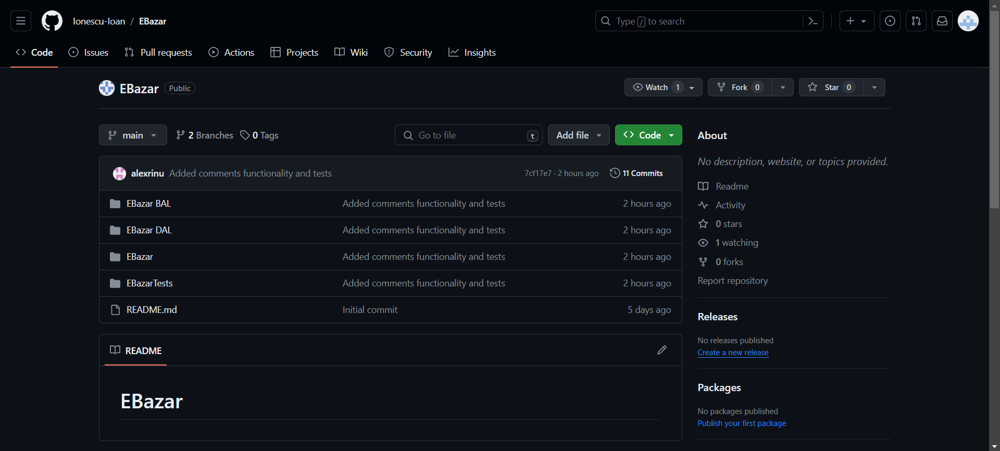 Ionescu-Ioan / EBazar
Type / to search
Code Issues Pull requests Actions Projects Wiki Security Insights
EBazar Public
Watch 1 Fork 0 Star 0
main 2 Branches 0 Tags
Go to file t
Add file
Code
alexrinu Added comments functionality and tests 7cf17e7 · 2 hours ago 11 Commits
EBazar BAL Added comments functionality and tests 2 hours ago
EBazar DAL Added comments functionality and tests 2 hours ago
EBazar Added comments functionality and tests 2 hours ago
EBazarTests Added comments functionality and tests 2 hours ago
README.md Initial commit 5 days ago
README
EBazar
About
No description, website, or topics provided.
Readme
Activity
0 stars
1 watching
0 forks
Report repository
Releases
No releases published
Create a new release
Packages
No packages published
Publish your first package